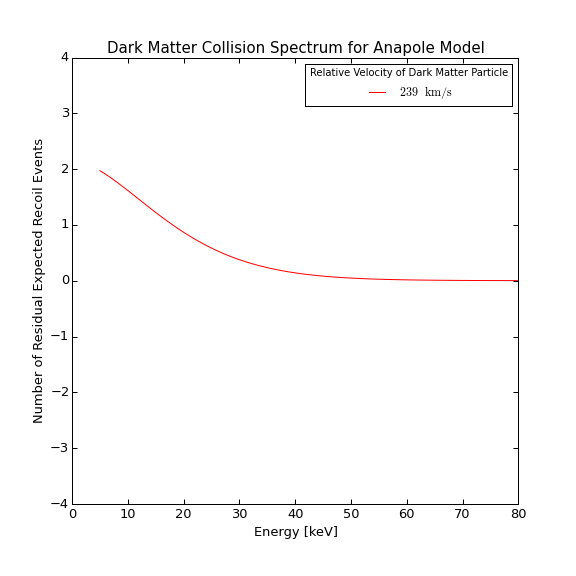 Dark Matter Collision Spectrum for Anapole Model
Relative Velocity of Dark Matter Particle
239 km/s
Number of Residual Expected Recoil Events
4
3
2
1
0
−1
−2
−3
−4
0 10 20 30 40 50 60 70 80
Energy [keV]